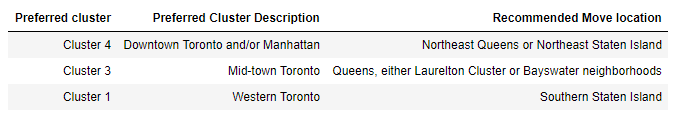 Preferred cluster Preferred Cluster Description Recommended Move location
Cluster 4 Downtown Toronto and/or Manhattan Northeast Queens or Northeast Staten Island
Cluster 3 Mid-town Toronto Queens, either Laurelton Cluster or Bayswater neighborhoods
Cluster 1 Western Toronto Southern Staten Island